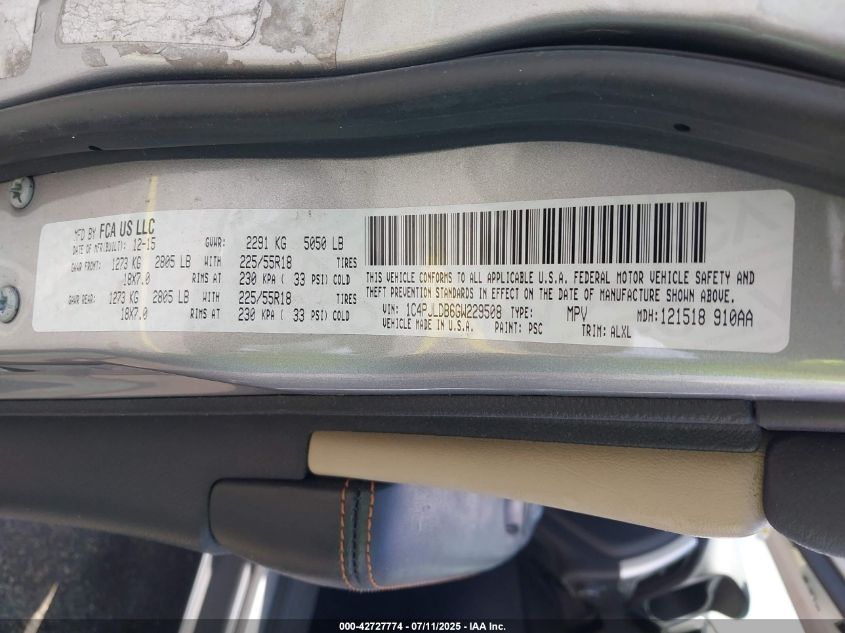 MFD BY FCA US LLC
DATE OF MFR(BUILT): 12-15 GVWR: 2291 KG 5050 LB
GAWR FRONT: 1273 KG 2805 LB WITH 225/55R18 TIRES
18X7.0 RIMS AT 230 KPA ( 33 PSI) COLD
GAWR REAR: 1273 KG 2805 LB WITH 225/55R18 TIRES
18X7.0 RIMS AT 230 KPA ( 33 PSI) COLD
THIS VEHICLE CONFORMS TO ALL APPLICABLE U.S.A. FEDERAL MOTOR VEHICLE SAFETY AND
THEFT PREVENTION STANDARDS IN EFFECT ON THE DATE OF MANUFACTURE SHOWN ABOVE.
VIN: 1C4PJLDB6GW229508 TYPE: MPV MDH: 121518 910AA
PAINT: PSC TRIM: ALXL
000-42727774 - 07/11/2025 - IAA Inc.